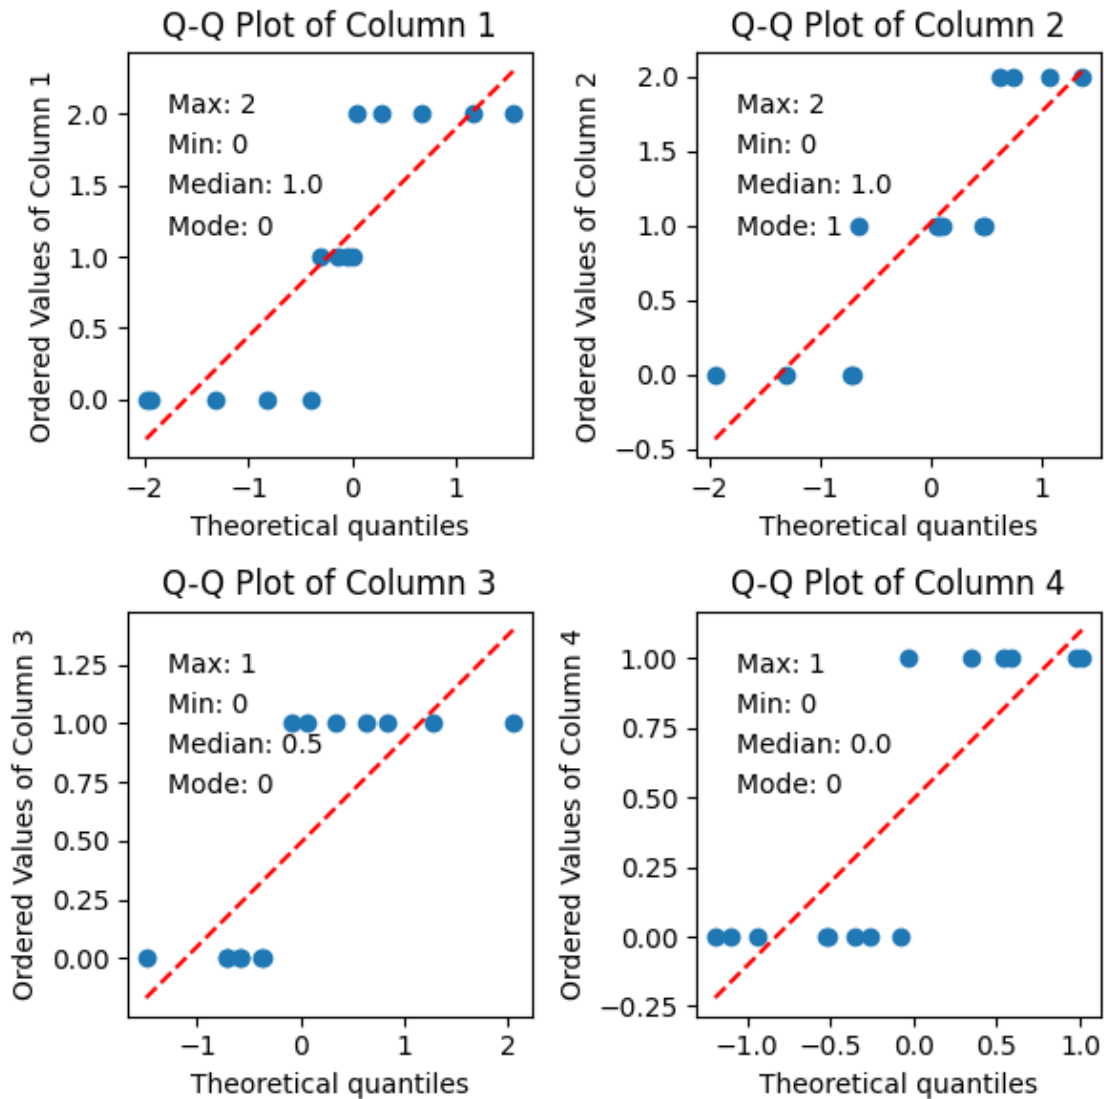 Q-Q Plot of Column 1
Ordered Values of Column 1
2.0
1.5
1.0
0.5
0.0
Max: 2
Min: 0
Median: 1.0
Mode: 0
−2 −1 0 1
Theoretical quantiles
Q-Q Plot of Column 2
Ordered Values of Column 2
2.0
1.5
1.0
0.5
0.0
−0.5
Max: 2
Min: 0
Median: 1.0
Mode: 1
−2 −1 0 1
Theoretical quantiles
Q-Q Plot of Column 3
Ordered Values of Column 3
1.25
1.00
0.75
0.50
0.25
0.00
Max: 1
Min: 0
Median: 0.5
Mode: 0
−1 0 1 2
Theoretical quantiles
Q-Q Plot of Column 4
Ordered Values of Column 4
1.00
0.75
0.50
0.25
0.00
−0.25
Max: 1
Min: 0
Median: 0.0
Mode: 0
−1.0 −0.5 0.0 0.5 1.0
Theoretical quantiles